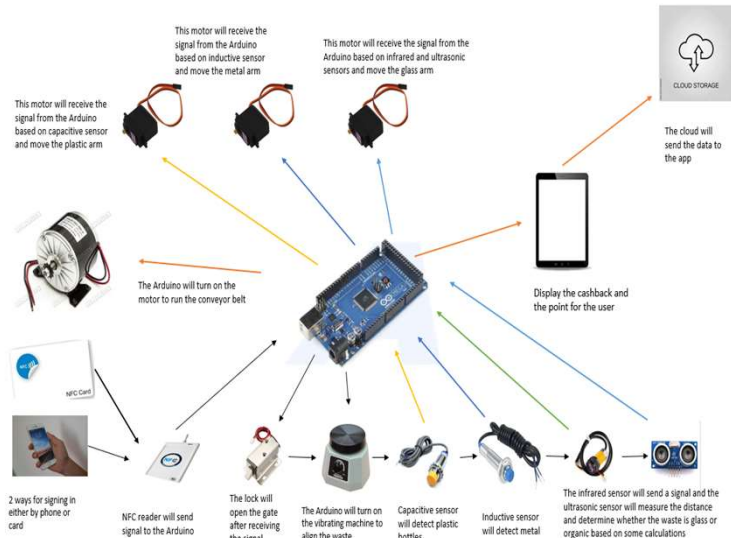 This motor will receive the
signal from the Arduino
based on inductive sensor
and move the metal arm
This motor will receive the signal from the
Arduino based on infrared and ultrasonic
sensors and move the glass arm
CLOUD STORAGE
This motor will receive the
signal from the Arduino
based on capacitive sensor
and move the plastic arm
The cloud will
send the data to
the app
The Arduino will turn on the
motor to run the conveyor belt
Display the cashback and
the point for the user
NFC Card
2 ways for signing in
either by phone or
card
NFC reader will send
signal to the Arduino
The lock will
open the gate
after receiving
the signal
The Arduino will turn on
the vibrating machine to
align the waste
Capacitive sensor
will detect plastic
bottles
Inductive sensor
will detect metal
The infrared sensor will send a signal and the
ultrasonic sensor will measure the distance
and determine whether the waste is glass or
organic based on some calculations